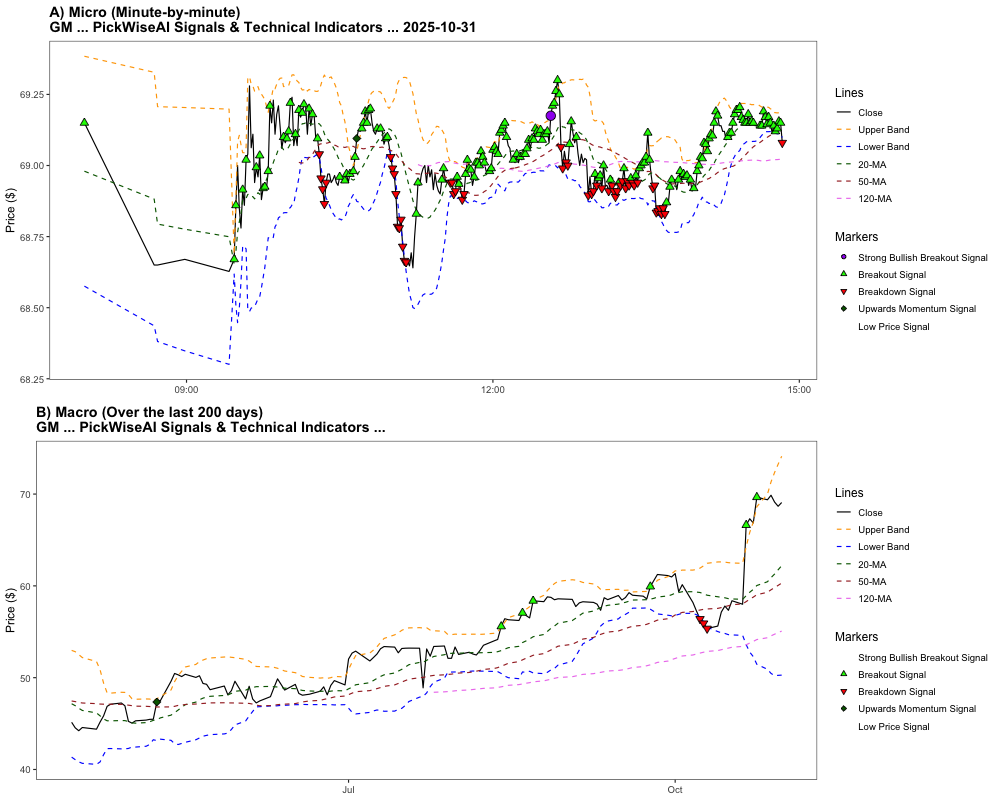 A) Micro (Minute-by-minute)
GM ... PickWiseAI Signals & Technical Indicators ... 2025-10-31
Price ($)
69.25
69.00
68.75
68.50
68.25
09:00
12:00
15:00
Lines
Close
Upper Band
Lower Band
20-MA
50-MA
120-MA
Markers
Strong Bullish Breakout Signal
Breakout Signal
Breakdown Signal
Upwards Momentum Signal
Low Price Signal
B) Macro (Over the last 200 days)
GM ... PickWiseAI Signals & Technical Indicators ...
Price ($)
70
60
50
40
Jul
Oct
Lines
Close
Upper Band
Lower Band
20-MA
50-MA
120-MA
Markers
Strong Bullish Breakout Signal
Breakout Signal
Breakdown Signal
Upwards Momentum Signal
Low Price Signal